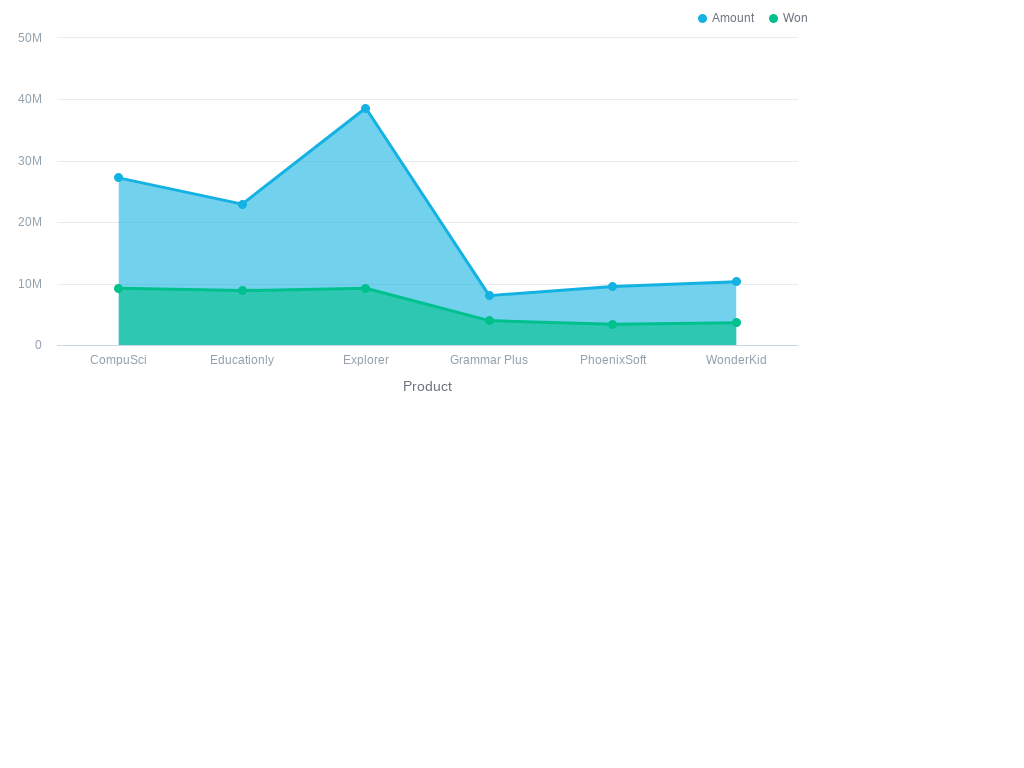 Amount Won
50M
40M
30M
20M
10M
0
CompuSci Educationly Explorer Grammar Plus PhoenixSoft WonderKid
Product